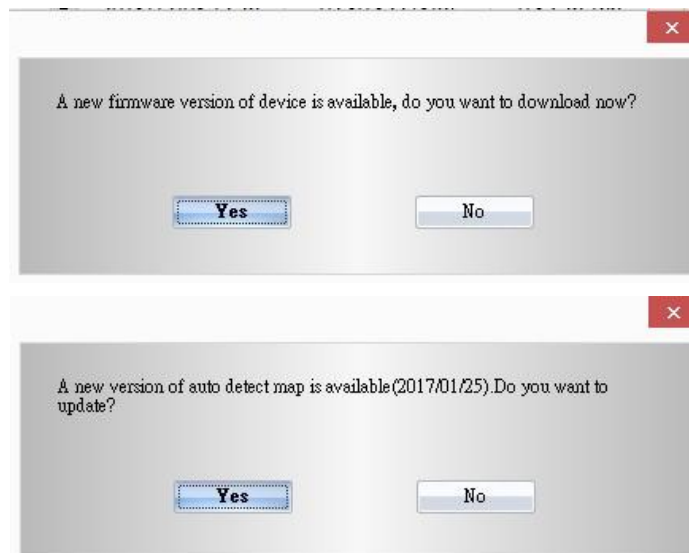 A new firmware version of device is available, do you want to download now?
Yes No
A new version of auto detect map is available(2017/01/25).Do you want to
update?
Yes No